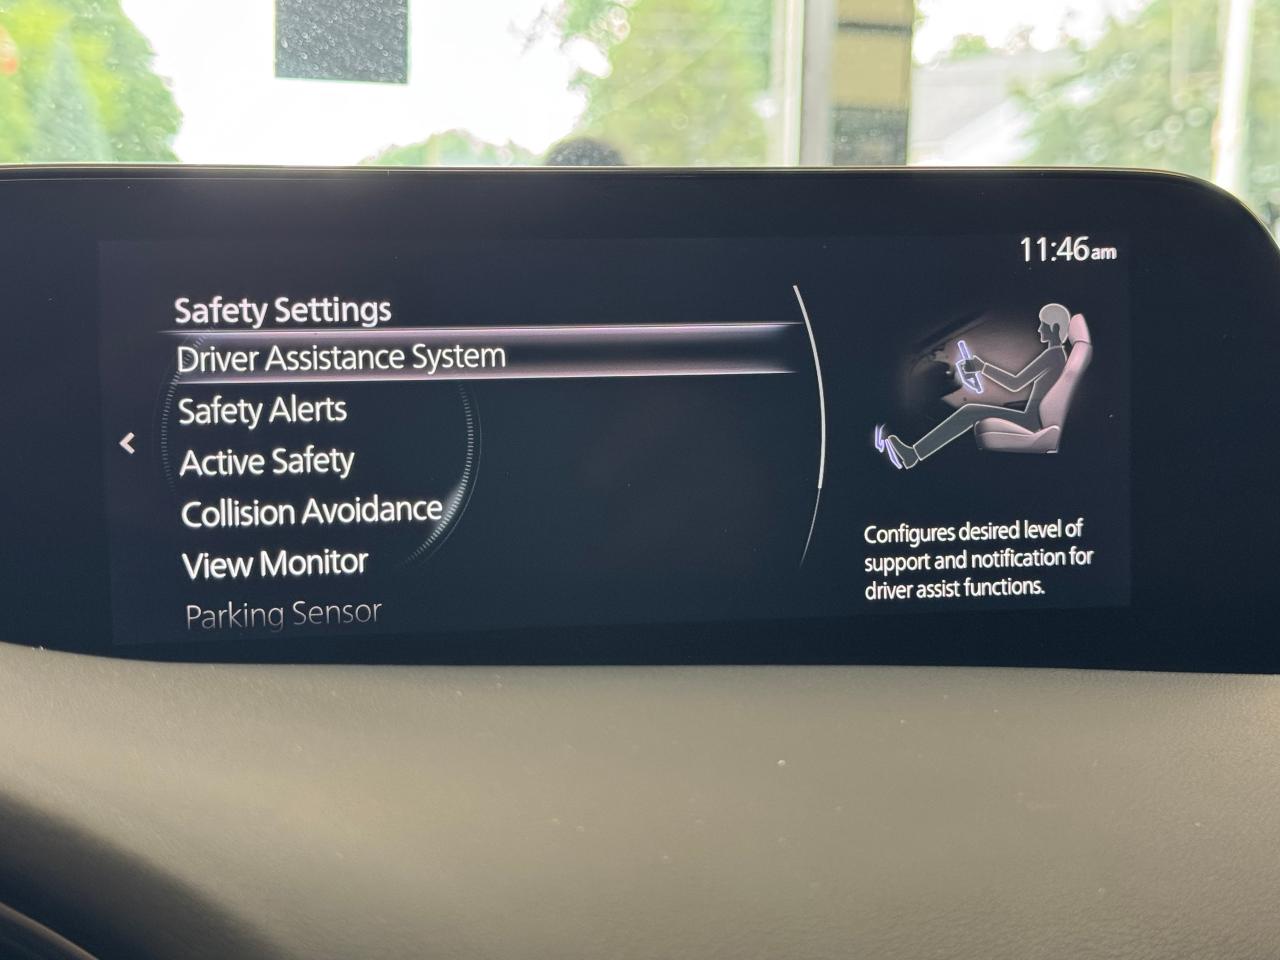 11:46am
Safety Settings
Driver Assistance System
Safety Alerts
Active Safety
Collision Avoidance
View Monitor
Parking Sensor
Configures desired level of
support and notification for
driver assist functions.